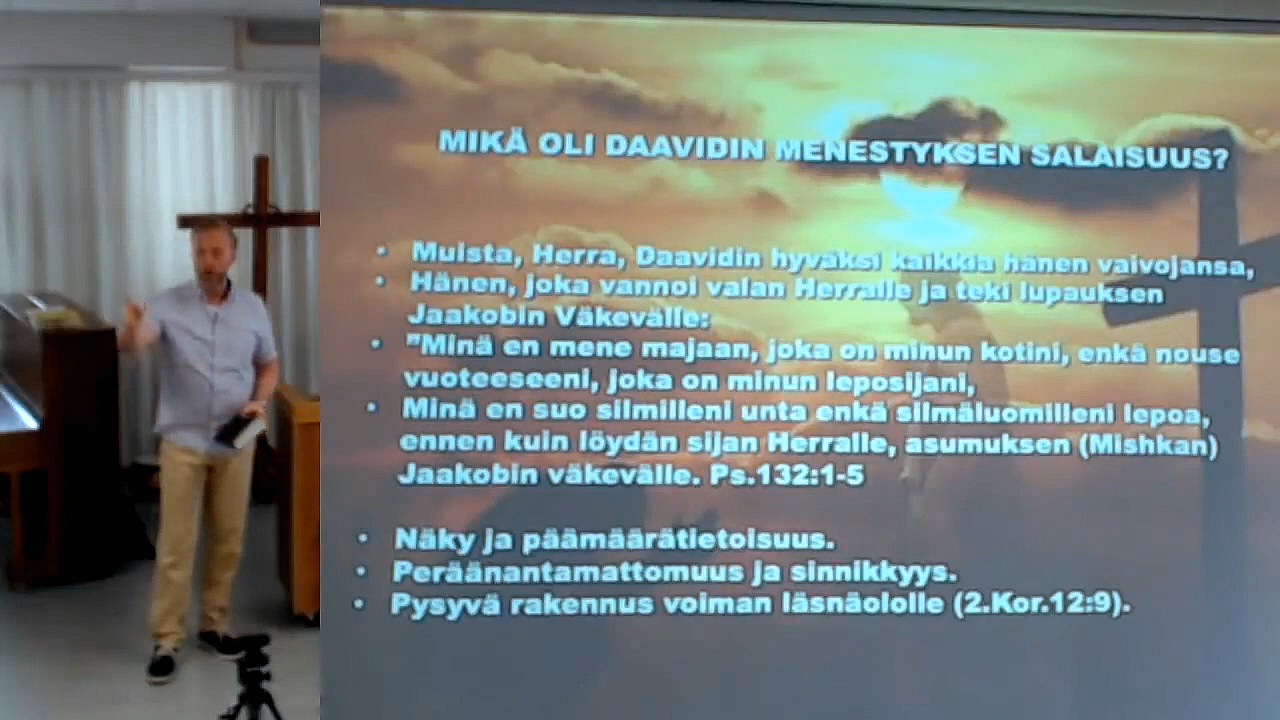 MIKÄ OLI DAAVIDIN MENESTYKSEN SALAISUUS?
• Muista, Herra, Daavidin hyväksi kaikkia hänen vaivojansa,
• Hänen, joka vannoi valan Herralle ja teki lupauksen
Jaakobin Väkevälle:
• ”Minä en mene majaan, joka on minun kotini, enkä nouse
vuoteeseeni, joka on minun leposijani,
• Minä en suo silmilleni unta enkä silmäluomilleni lepoa,
ennen kuin löydän sijan Herralle, asumuksen (Mishkan)
Jaakobin väkevälle. Ps.132:1-5
• Näky ja päämäärätietoisuus.
• Peräänantamattomuus ja sinnikkyys.
• Pysyvä rakennus voiman läsnäololle (2.Kor.12:9).